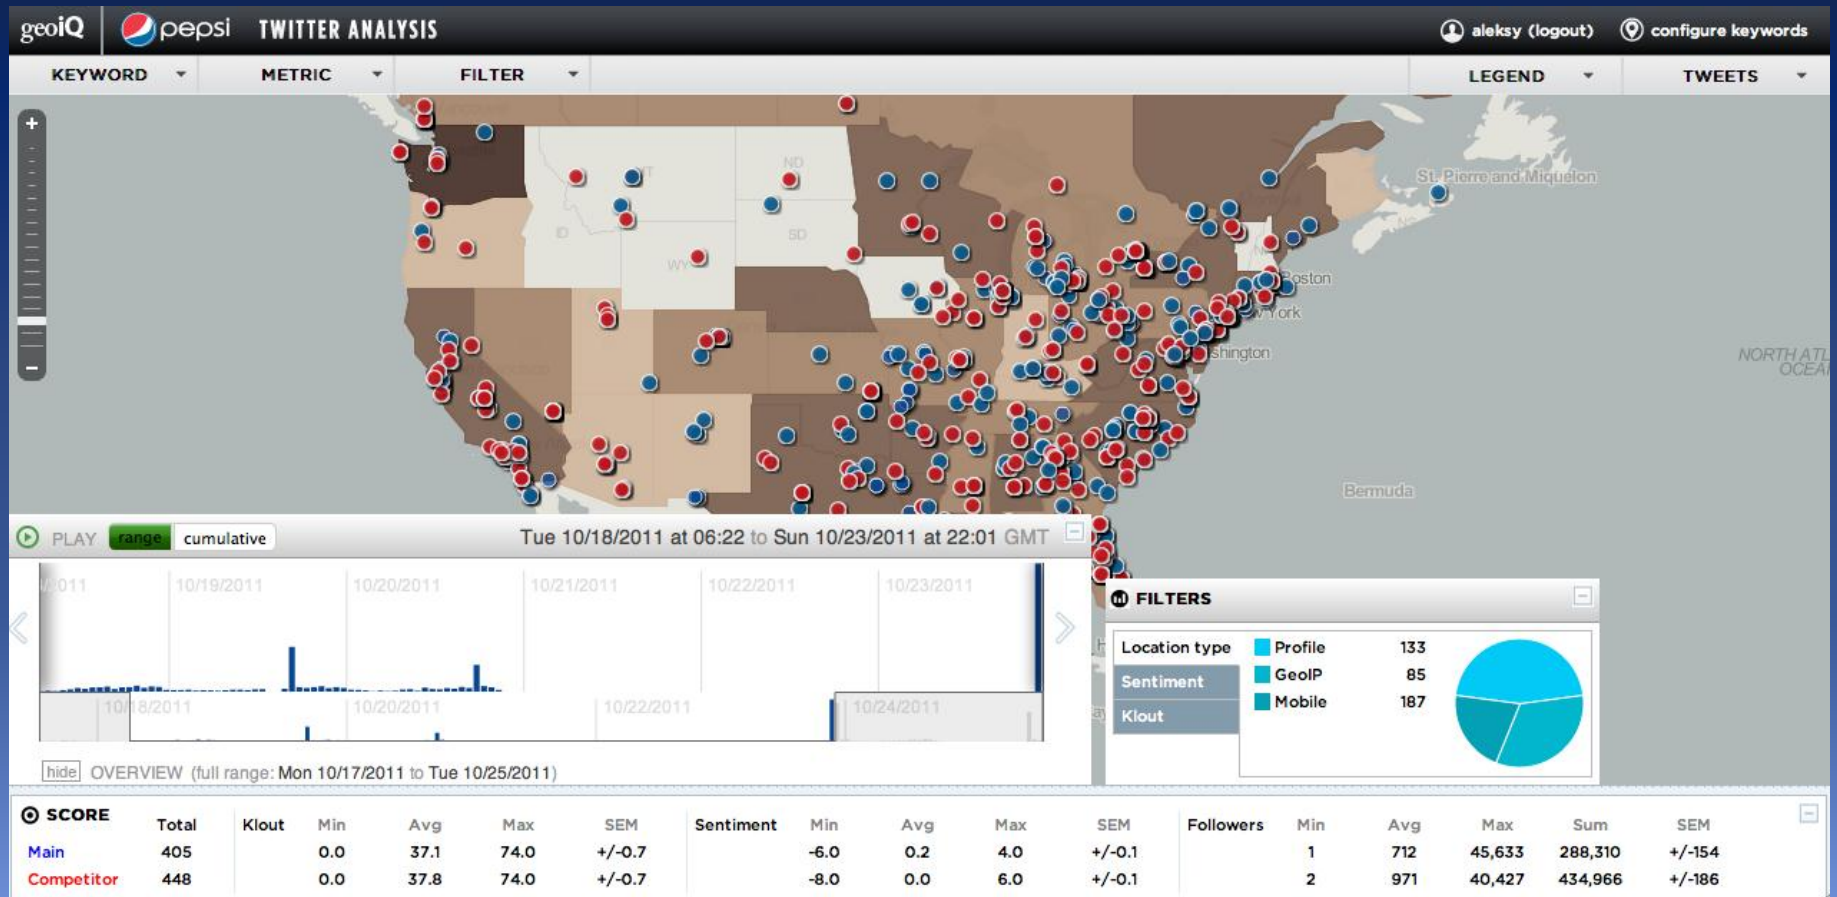 geoiQ pepsi TWITTER ANALYSIS aleksy (logout) configure keywords
KEYWORD METRIC FILTER LEGEND TWEETS
+
ND
St. Pierre and Miquelon
ID
SD
WY
Boston
York
shington
NORTH ATL
OCEA
Bermuda
−
PLAY range cumulative Tue 10/18/2011 at 06:22 to Sun 10/23/2011 at 22:01 GMT
/2011 10/19/2011 10/20/2011 10/21/2011 10/22/2011 10/23/2011
10/18/2011 10/20/2011 10/22/2011 10/24/2011
hide OVERVIEW (full range: Mon 10/17/2011 to Tue 10/25/2011)
FILTERS
Location type Profile 133
Sentiment GeoIP 85
Klout Mobile 187
SCORE
Total Klout Min Avg Max SEM Sentiment Min Avg Max SEM Followers Min Avg Max Sum SEM
Main 405 0.0 37.1 74.0 +/-0.7 -6.0 0.2 4.0 +/-0.1 1 712 45,633 288,310 +/-154
Competitor 448 0.0 37.8 74.0 +/-0.7 -8.0 0.0 6.0 +/-0.1 2 971 40,427 434,966 +/-186